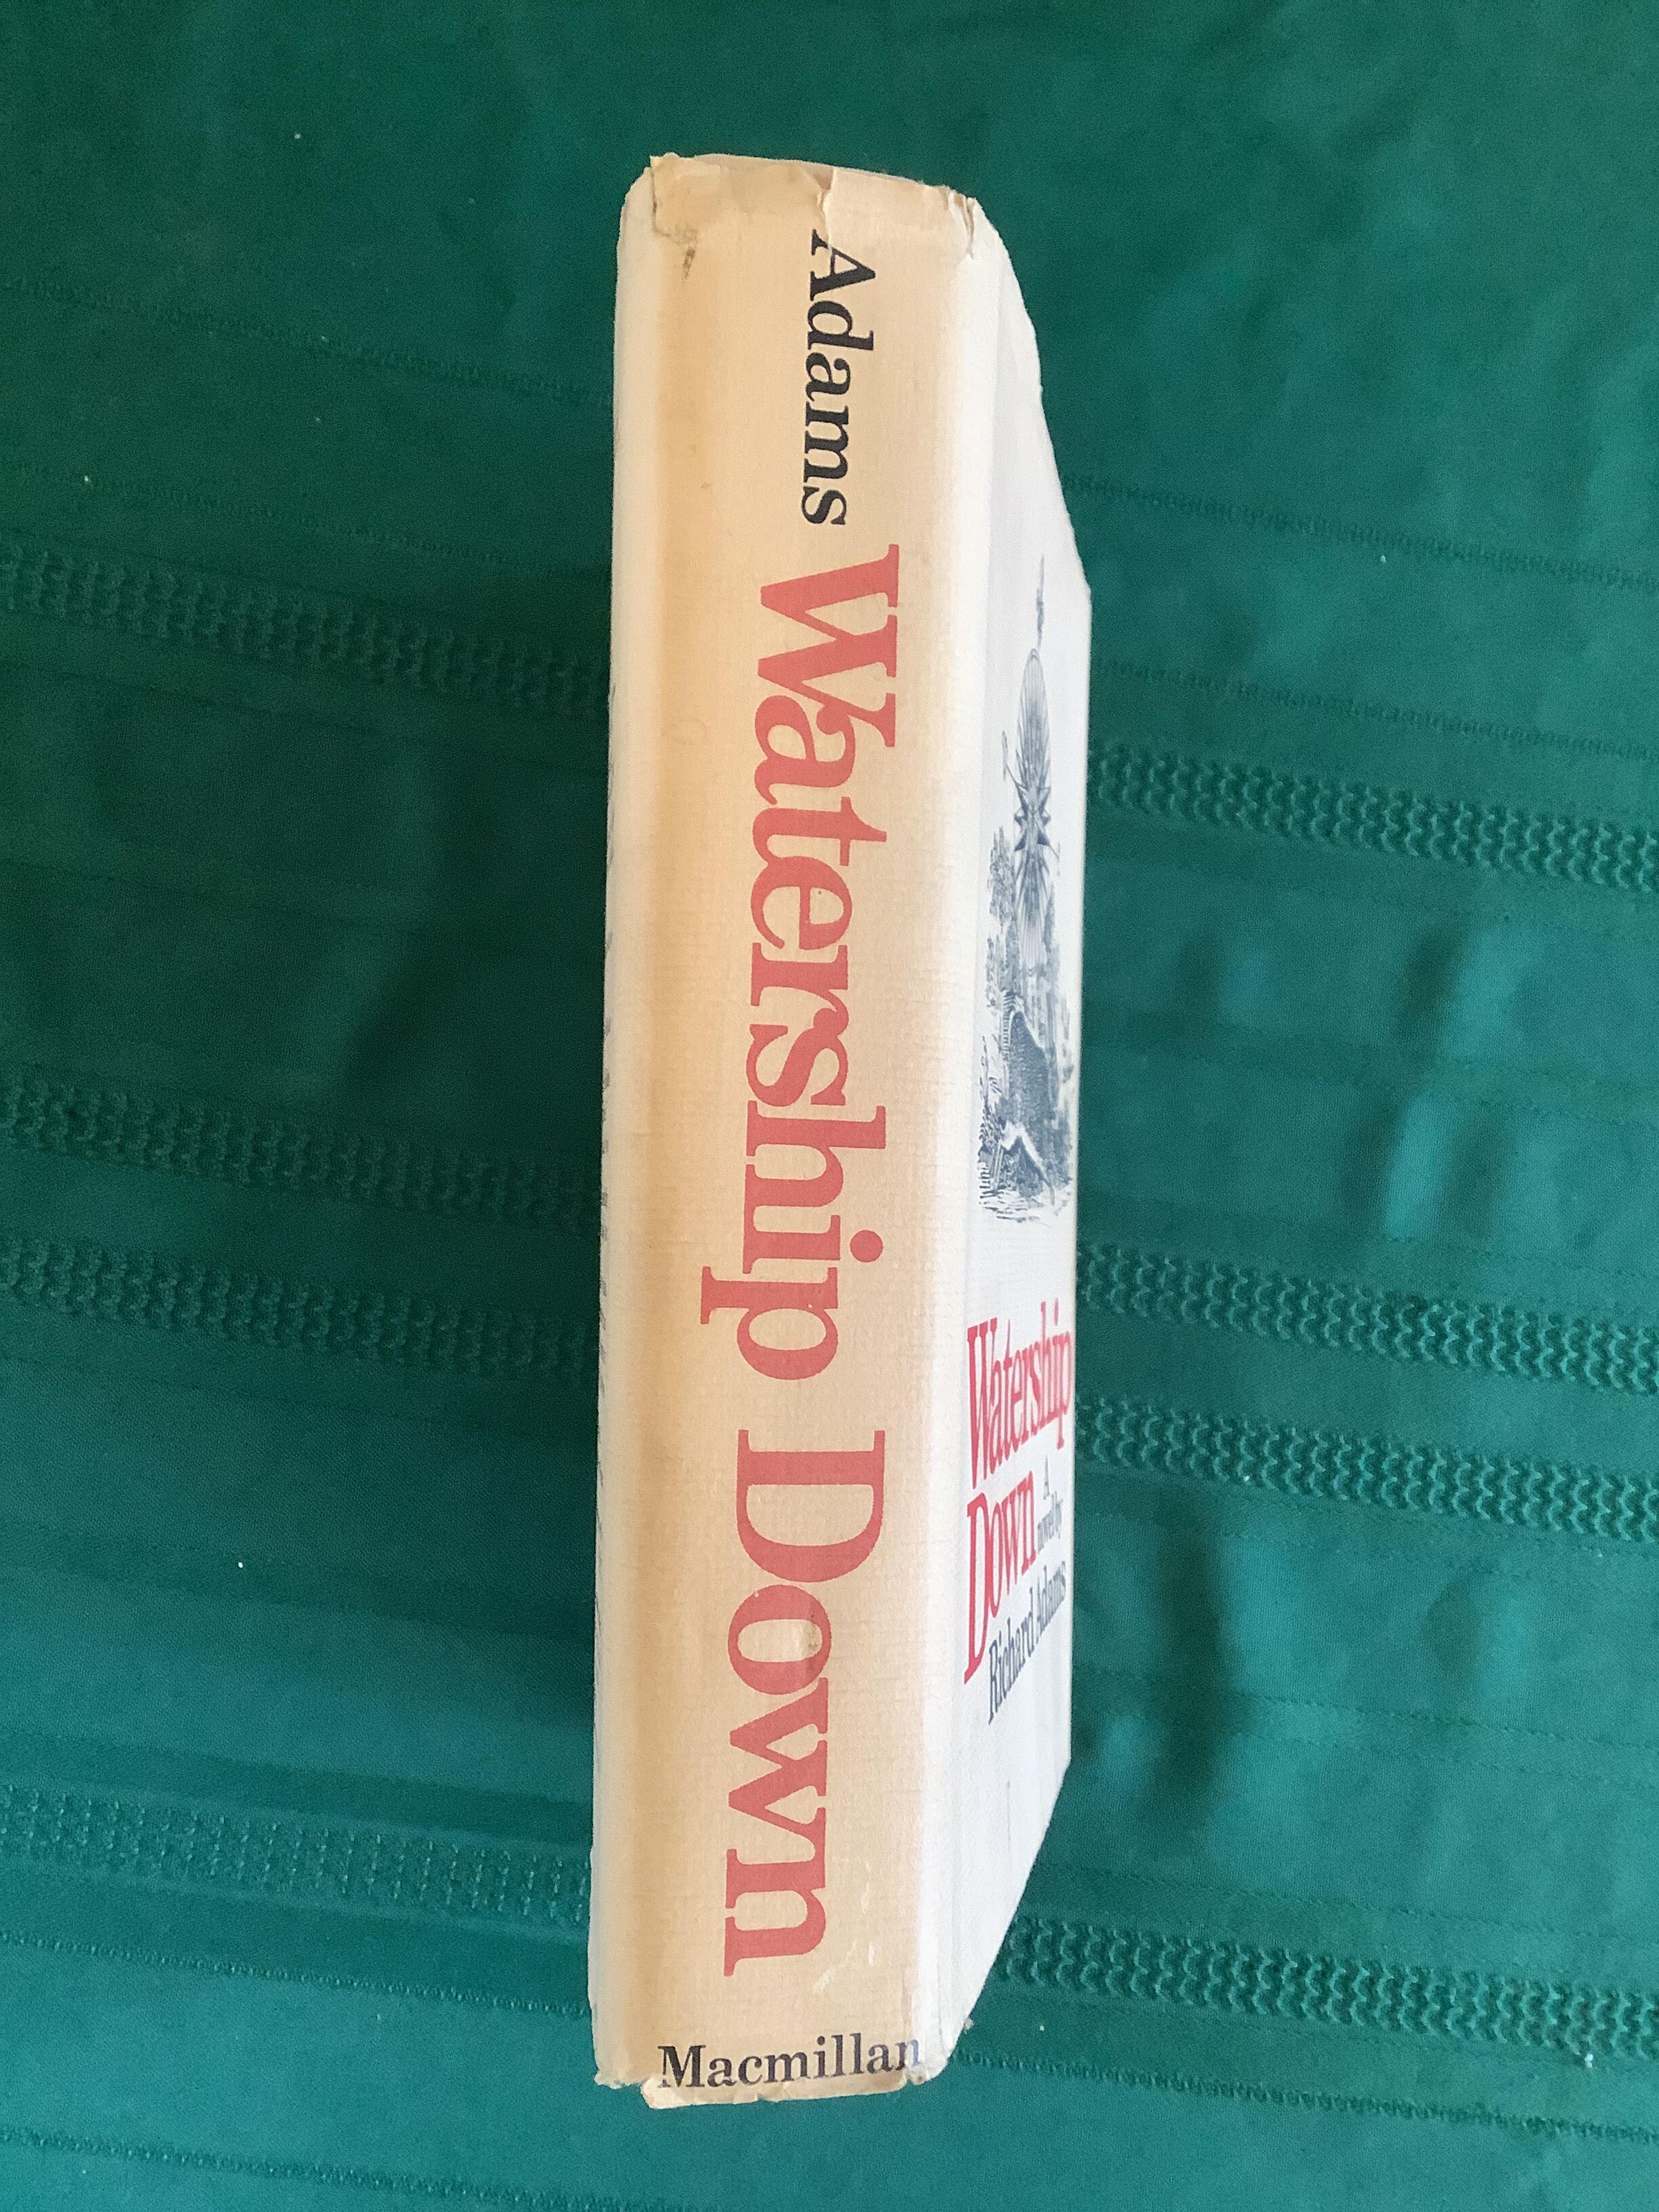 Adams Watership Down
Macmillan
Watership
Down A
novel by
Richard Adams